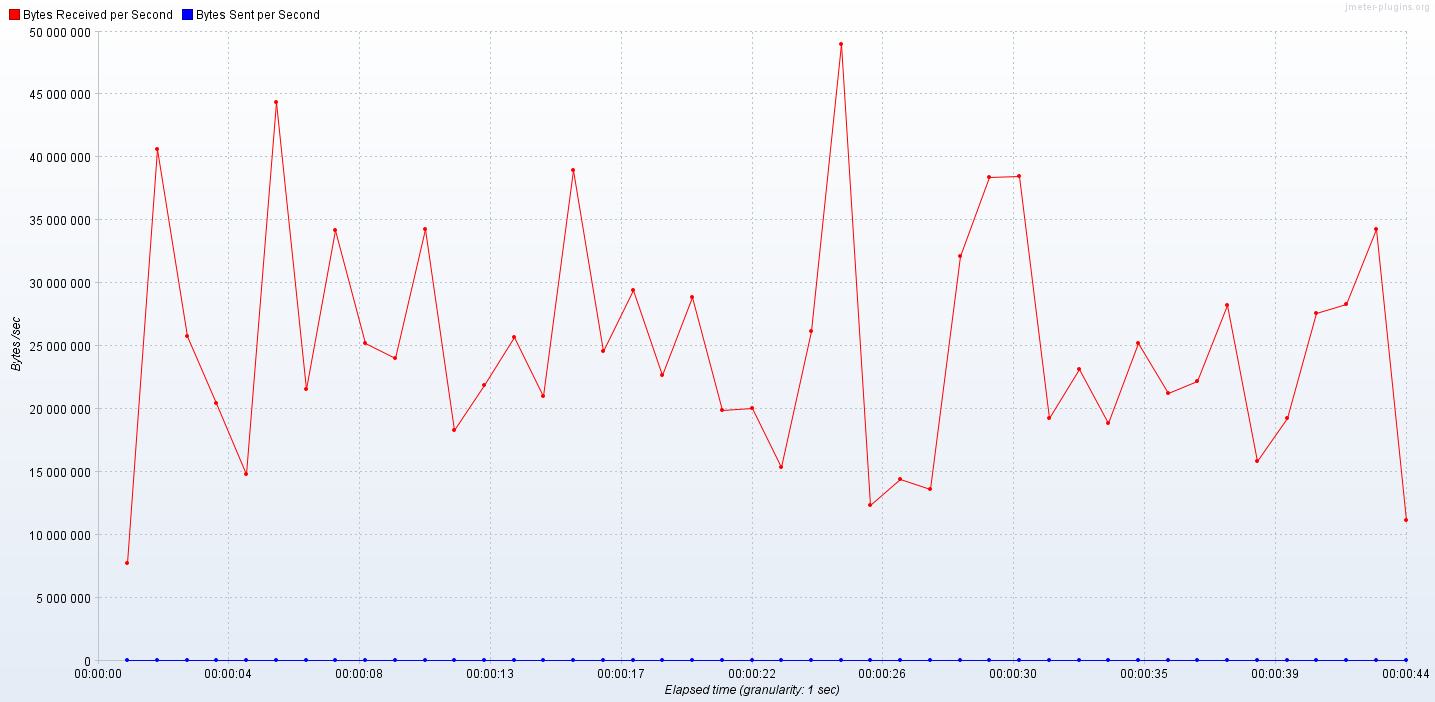 jmeter-plugins.org
Bytes Received per Second Bytes Sent per Second
50 000 000
45 000 000
40 000 000
35 000 000
30 000 000
25 000 000
20 000 000
15 000 000
10 000 000
5 000 000
0
Bytes /sec
00:00:00 00:00:04 00:00:08 00:00:13 00:00:17 00:00:22 00:00:26 00:00:30 00:00:35 00:00:39 00:00:44
Elapsed time (granularity: 1 sec)